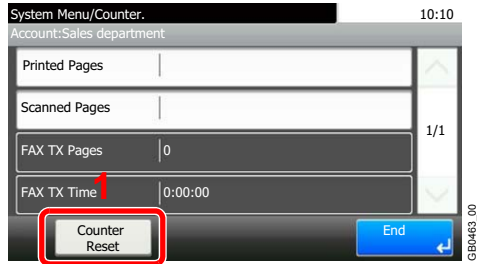 System Menu/Counter.
10:10
Account:Sales department
Printed Pages
Scanned Pages
1/1
FAX TX Pages
0
FAX TX Time
0:00:00
1
Counter
Reset
End
GB0463_00